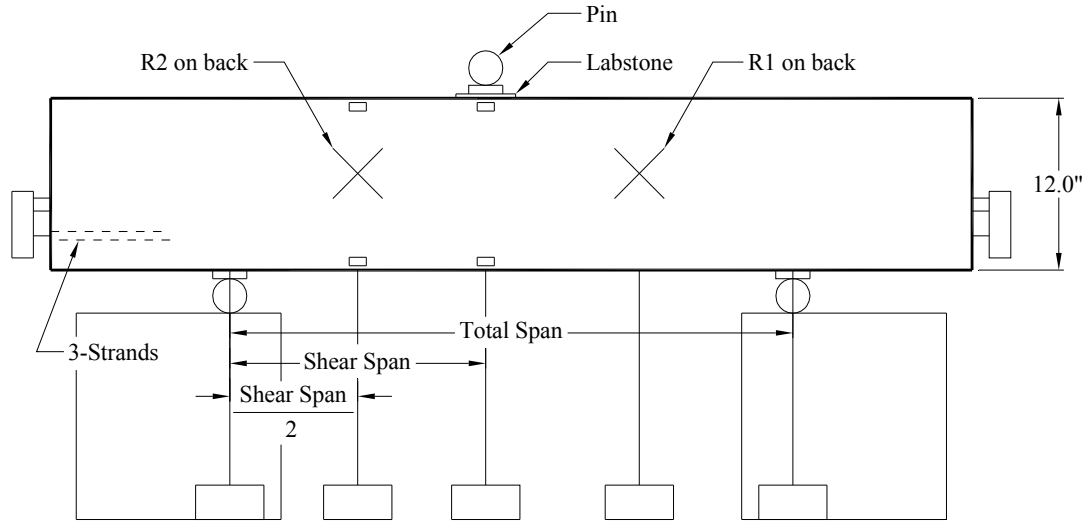 Pin
R2 on back
Labstone
R1 on back
12.0"
3-Strands
Total Span
Shear Span
Shear Span
2